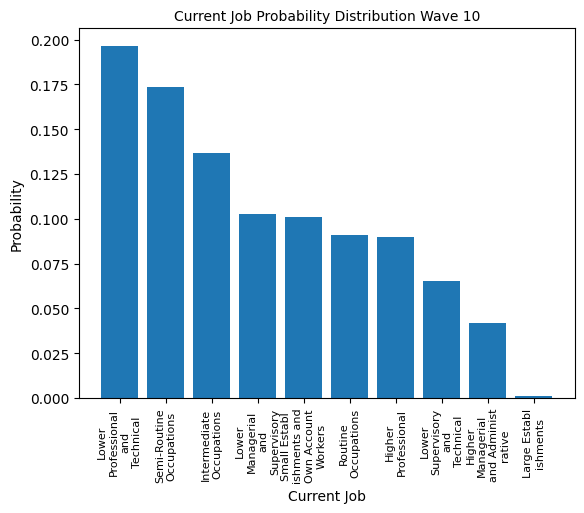 Current Job Probability Distribution Wave 10
0.200
0.175
0.150
0.125
0.100
0.075
0.050
0.025
0.000
Probability
Lower
Professional
and
Technical
Semi-Routine
Occupations
Intermediate
Occupations
Lower
Managerial
and
Supervisory
Small Establ
ishments and
Own Account
Workers
Routine
Occupations
Higher
Professional
Lower
Supervisory
and
Technical
Higher
Managerial
and Administ
rative
Large Establ
ishments
Current Job